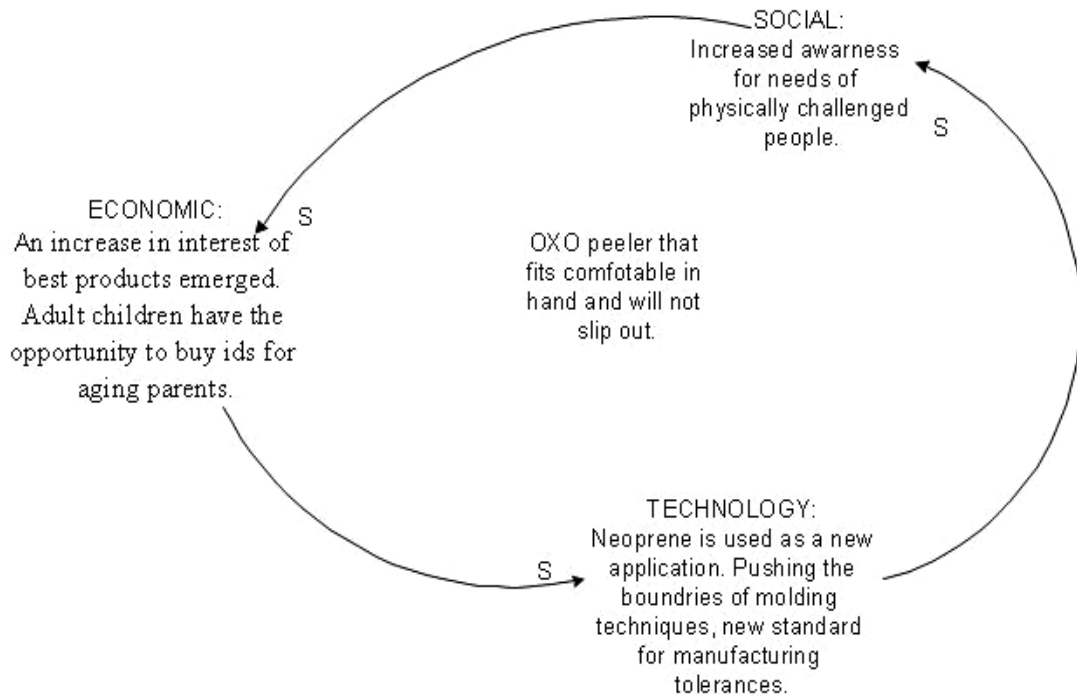 SOCIAL:
Increased awarness
for needs of
physically challenged
people.
S
ECONOMIC:
An increase in interest of
best products emerged.
Adult children have the
opportunity to buy ids for
aging parents.
S
OXO peeler that
fits comfotable in
hand and will not
slip out.
TECHNOLOGY:
Neoprene is used as a new
application. Pushing the
boundries of molding
techniques, new standard
for manufacturing
tolerances.
S